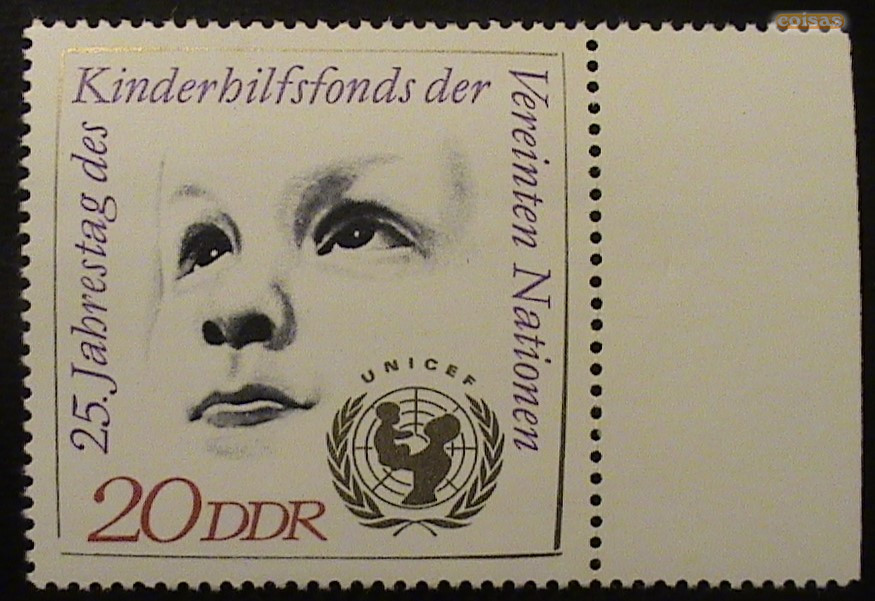 25. Jahrestag des
Kinderhilfsfonds der
Vereinten Nationen
UNICEF
20 DDR
coisas